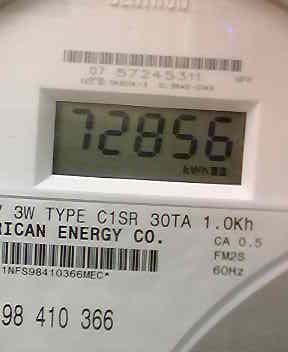 07 57245311
72856
kWh
3W TYPE C1SR 30TA 1.0Kh
RICAN ENERGY CO.
CA 0.5
FM2S
60Hz
1NFS98410366MEC*
98 410 366